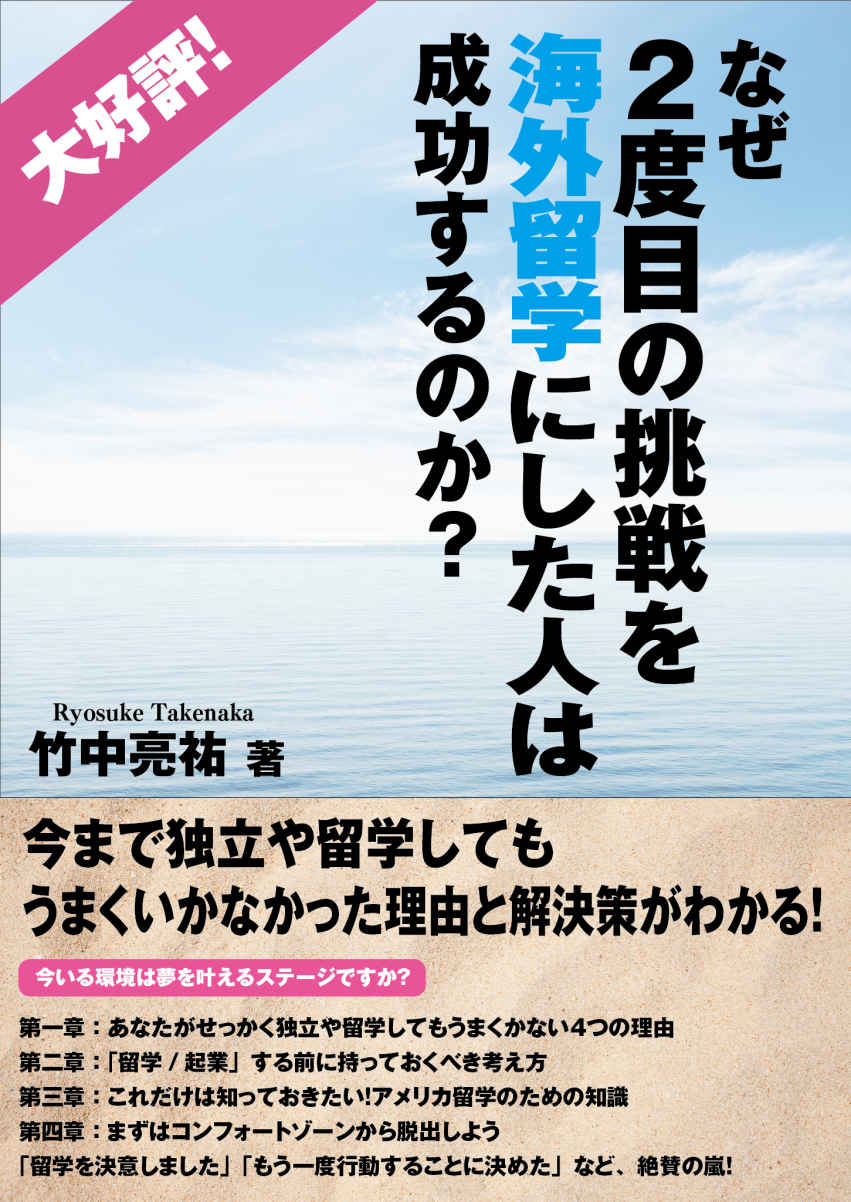 大好評!
なぜ
2度目の挑戦を
海外留学にした人は
成功するのか?
Ryosuke Takenaka
竹中亮祐 著
今まで独立や留学しても
うまくいかなかった理由と解決策がわかる!
今いる環境は夢を叶えるステージですか?
第一章：あなたがせっかく独立や留学してもうまくかない4つの理由
第二章：「留学 / 起業」する前に持っておくべき考え方
第三章：これだけは知っておきたい!アメリカ留学のための知識
第四章：まずはコンフォートゾーンから脱出しよう
「留学を決意しました」「もう一度行動することに決めた」など、絶賛の嵐!